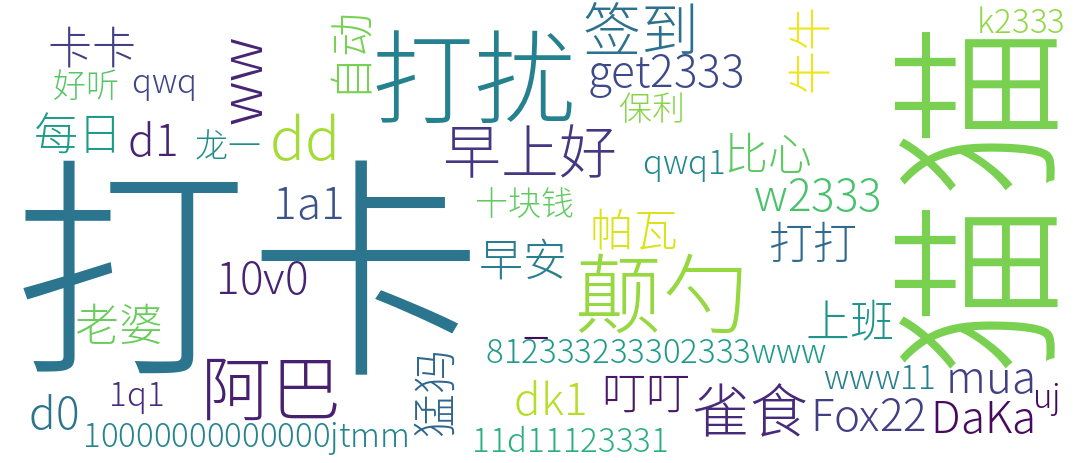 打卡
猫猫
打扰
签到
k2333
牛牛
卡卡
自动
ww
get2333
好听
qwq
保利
每日
d1
龙一
dd
早上好
qwq1
比心
1a1
十块钱
w2333
帕瓦
打打
早安
10v0
颠勺
老婆
上班
_
812333233302333www
阿巴
猛犸
叮叮
www11
mua
1q1
dk1
雀食
uj
d0
Fox22
DaKa
10000000000000jtmm
11d11123331